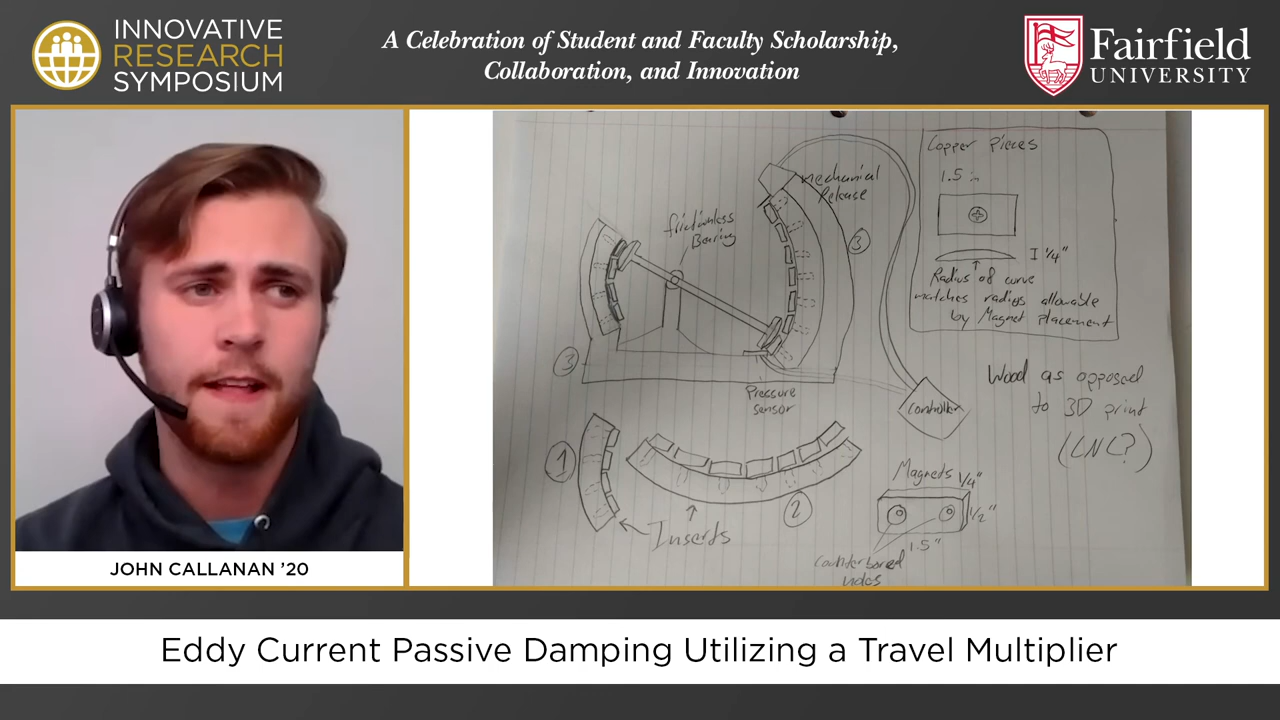 INNOVATIVE
RESEARCH
SYMPOSIUM
A Celebration of Student and Faculty Scholarship,
Collaboration, and Innovation
Fairfield
UNIVERSITY
JOHN CALLANAN ’20
Copper Pieces
1.5 in
I 1/4"
Radius of curve
matches radius allowable
by Magnet placement
mechanical
Release
frictionless
Bearing
3
3
Pressure
sensor
controller
Wood as opposed
to 3D print
(CNC?)
1
2
Inserts
Magnets 1/4"
1/2"
1.5"
Counterbored
holes
Eddy Current Passive Damping Utilizing a Travel Multiplier